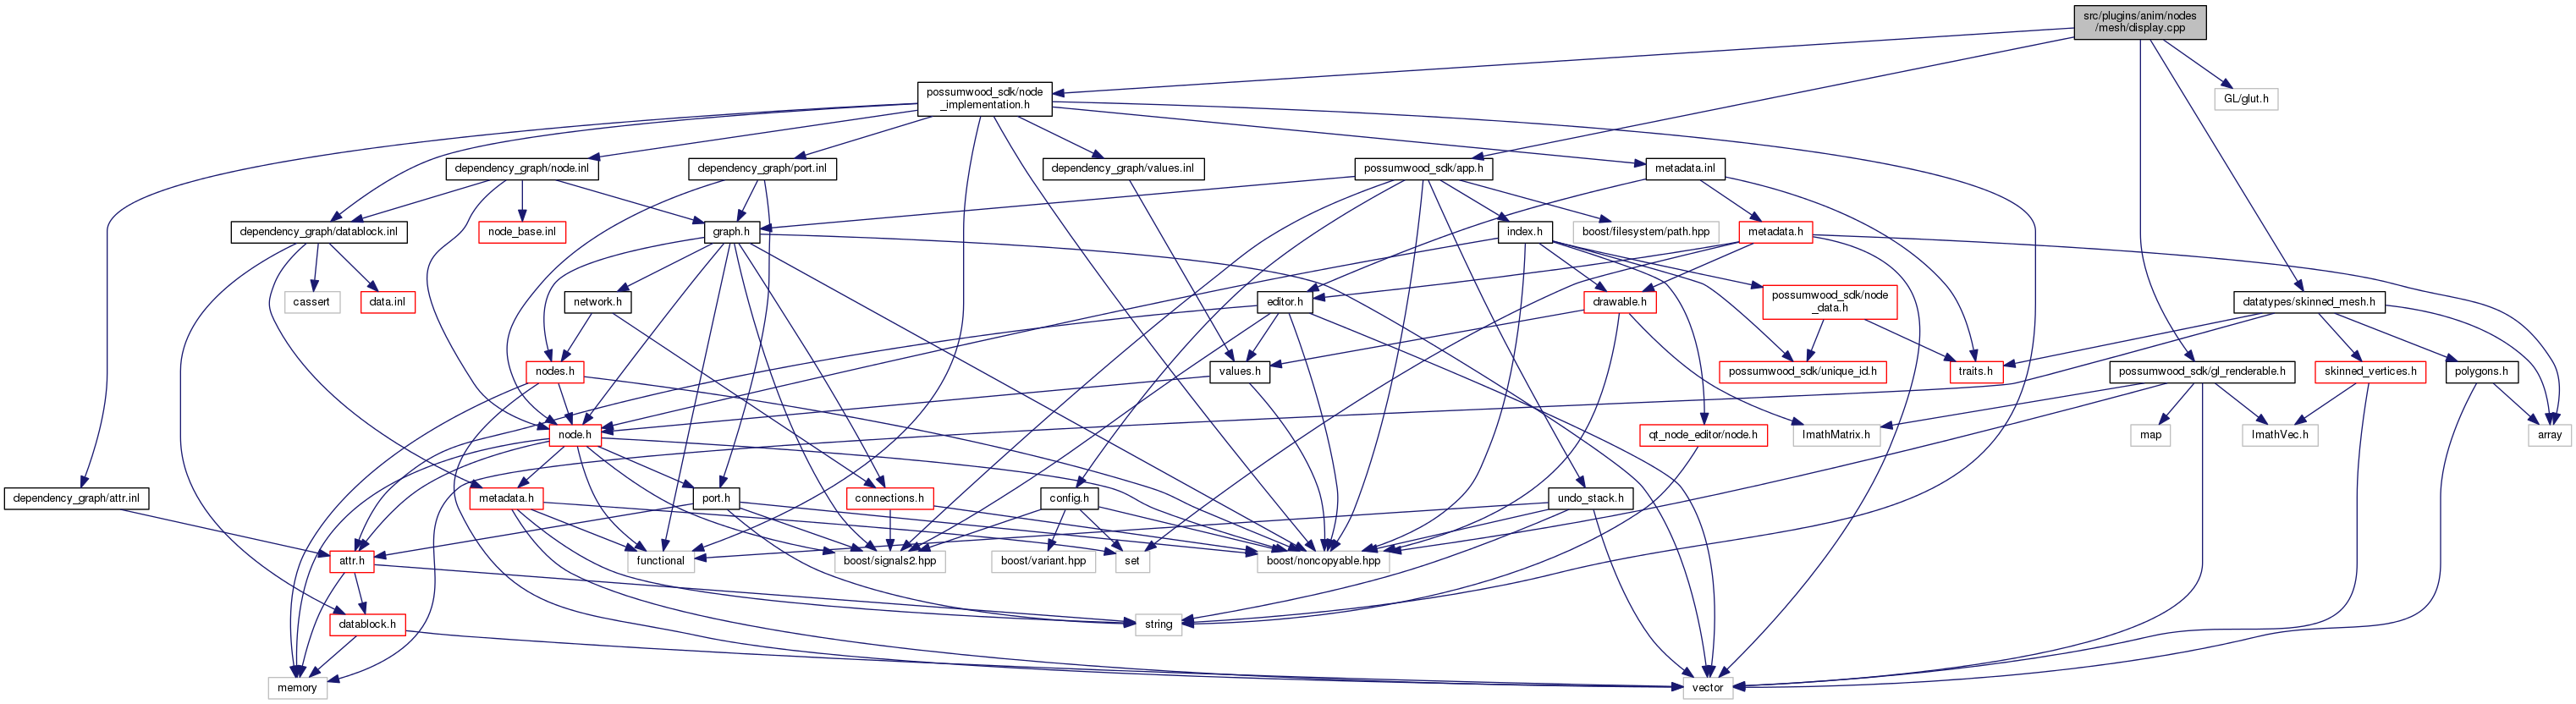 src/plugins/anim/nodes
/mesh/display.cpp
possumwood_sdk/node
_implementation.h
GL/glut.h
dependency_graph/node.inl
dependency_graph/port.inl
dependency_graph/values.inl
possumwood_sdk/app.h
metadata.inl
dependency_graph/datablock.inl
node_base.inl
graph.h
index.h
boost/filesystem/path.hpp
metadata.h
cassert
data.inl
network.h
editor.h
drawable.h
possumwood_sdk/node
_data.h
datatypes/skinned_mesh.h
nodes.h
values.h
possumwood_sdk/unique_id.h
traits.h
possumwood_sdk/gl_renderable.h
skinned_vertices.h
polygons.h
node.h
qt_node_editor/node.h
ImathMatrix.h
map
ImathVec.h
array
dependency_graph/attr.inl
metadata.h
port.h
connections.h
config.h
undo_stack.h
attr.h
functional
boost/signals2.hpp
boost/variant.hpp
set
boost/noncopyable.hpp
datablock.h
string
memory
vector